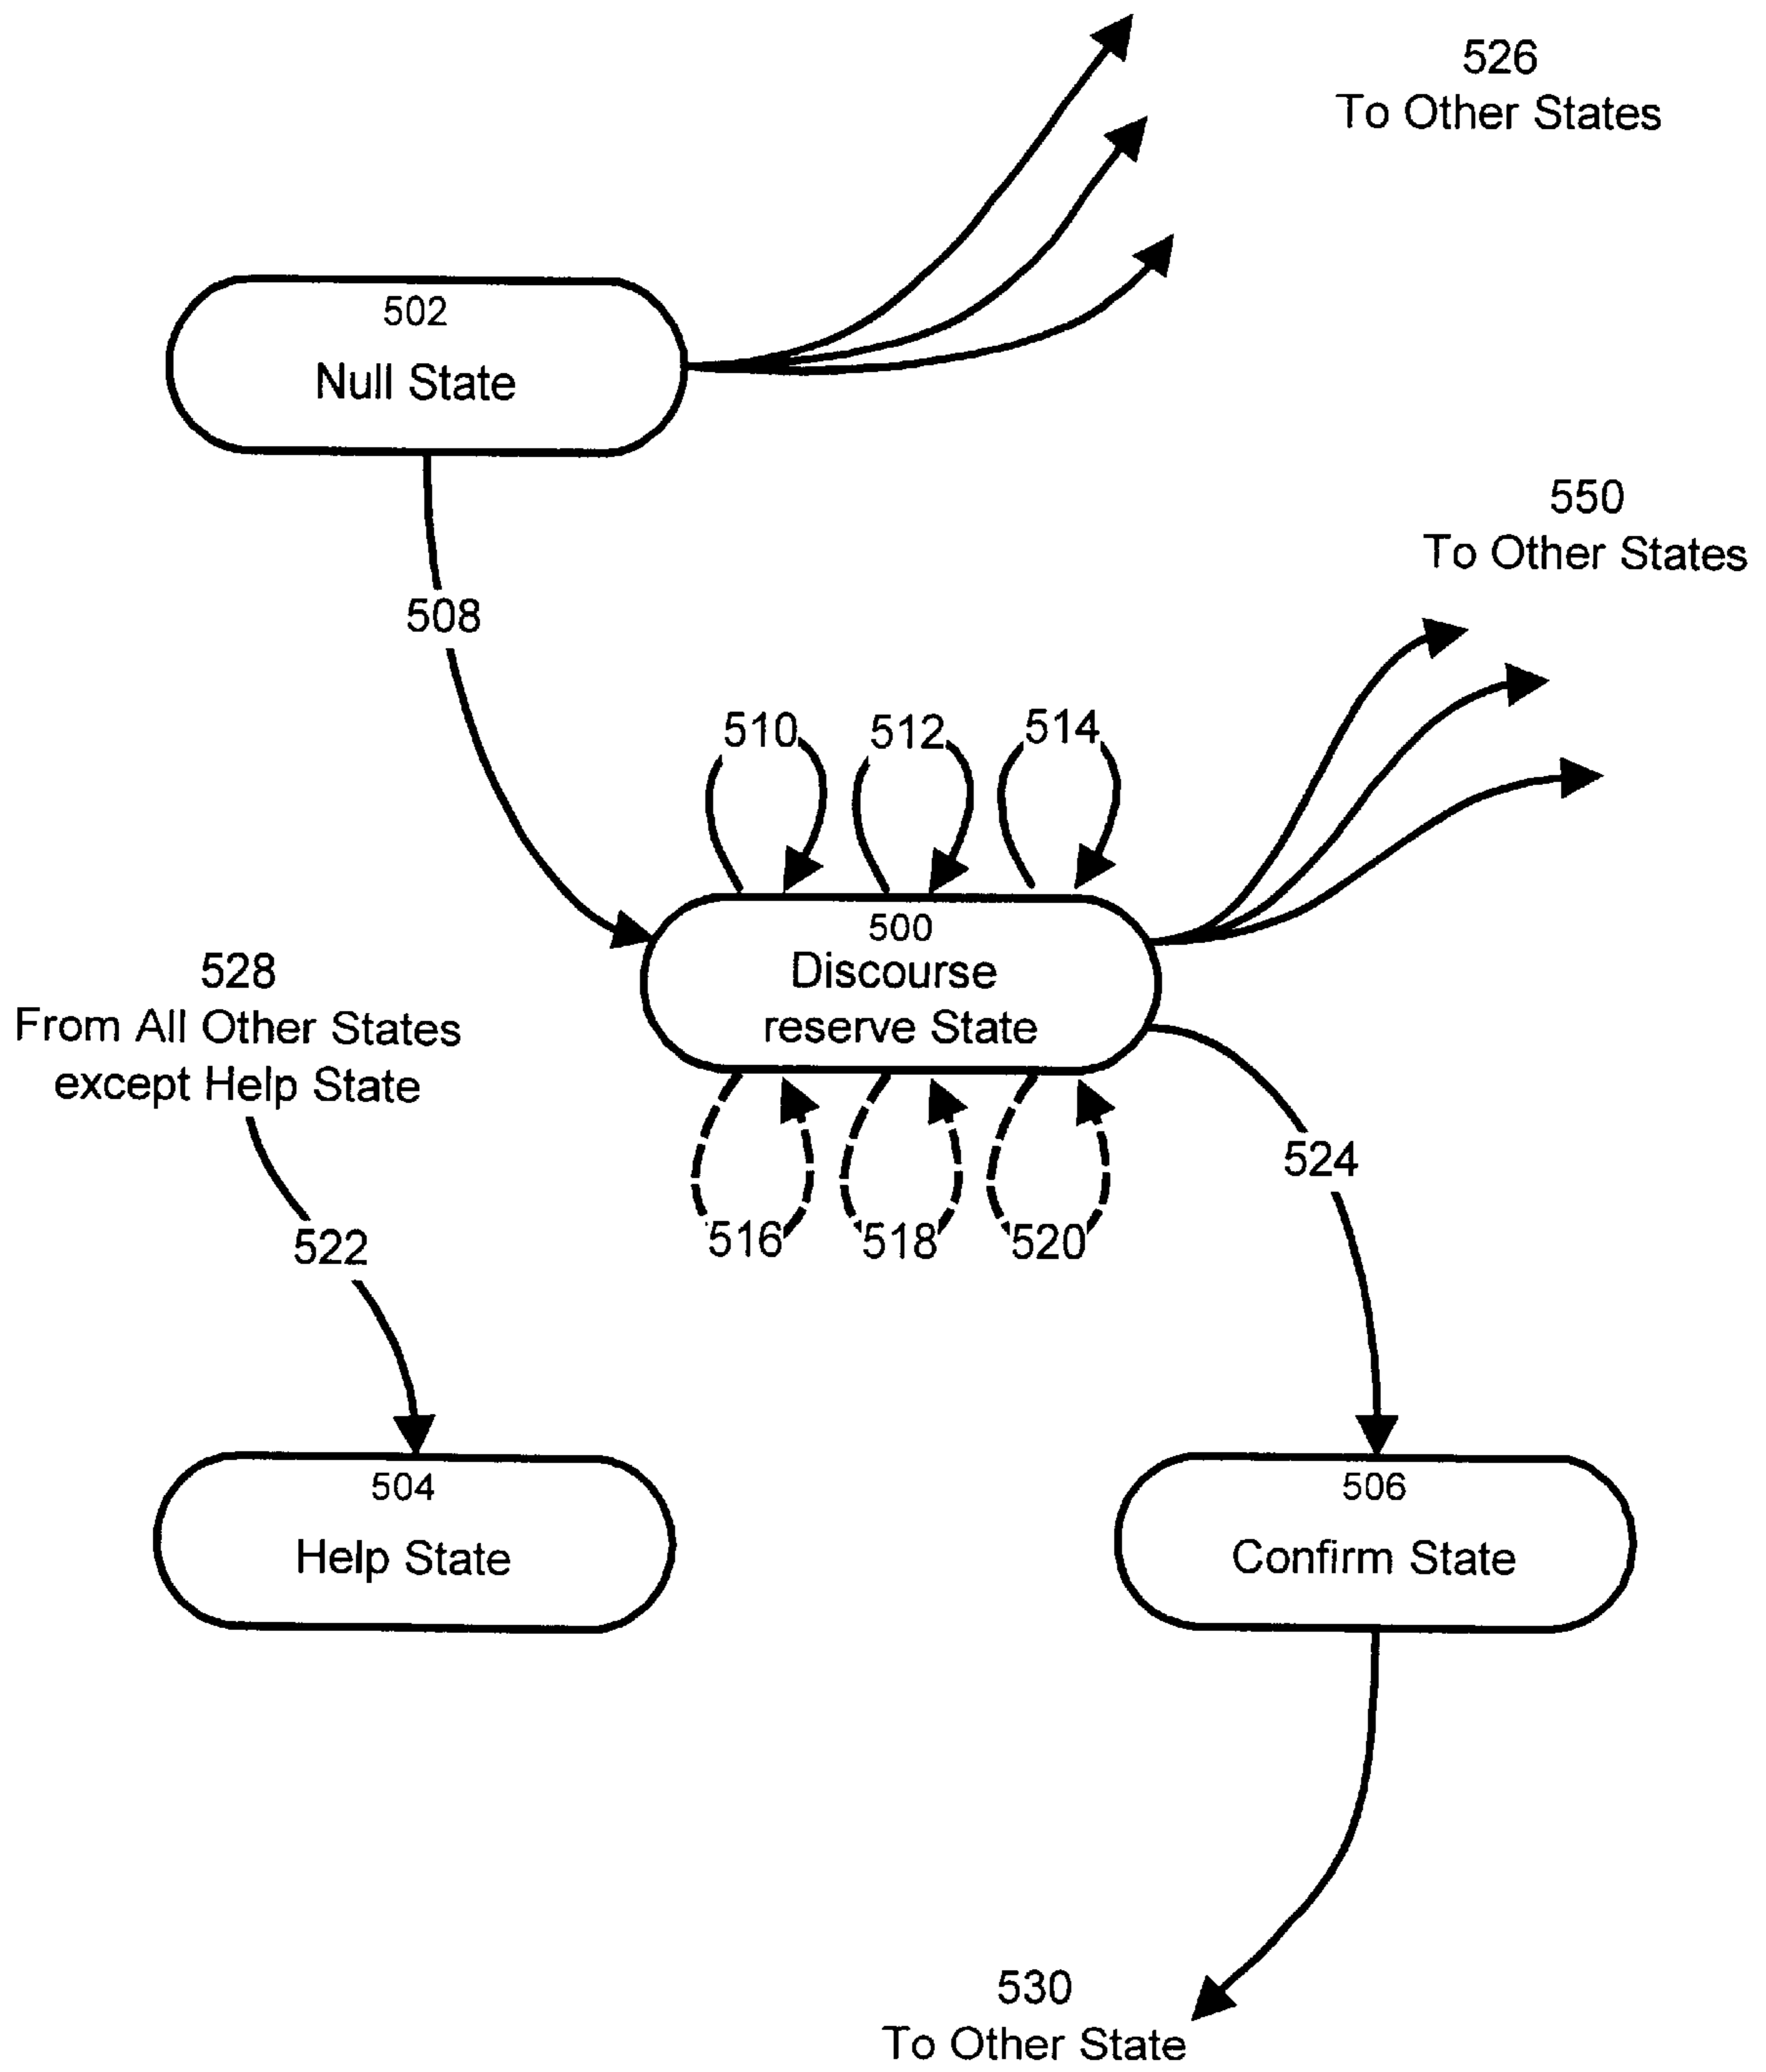 526
To Other States
502
Null State
550
To Other States
508
510
512
514
500
Discourse
reserve State
528
From All Other States
except Help State
524
516
518
520
522
504
Help State
506
Confirm State
530
To Other State